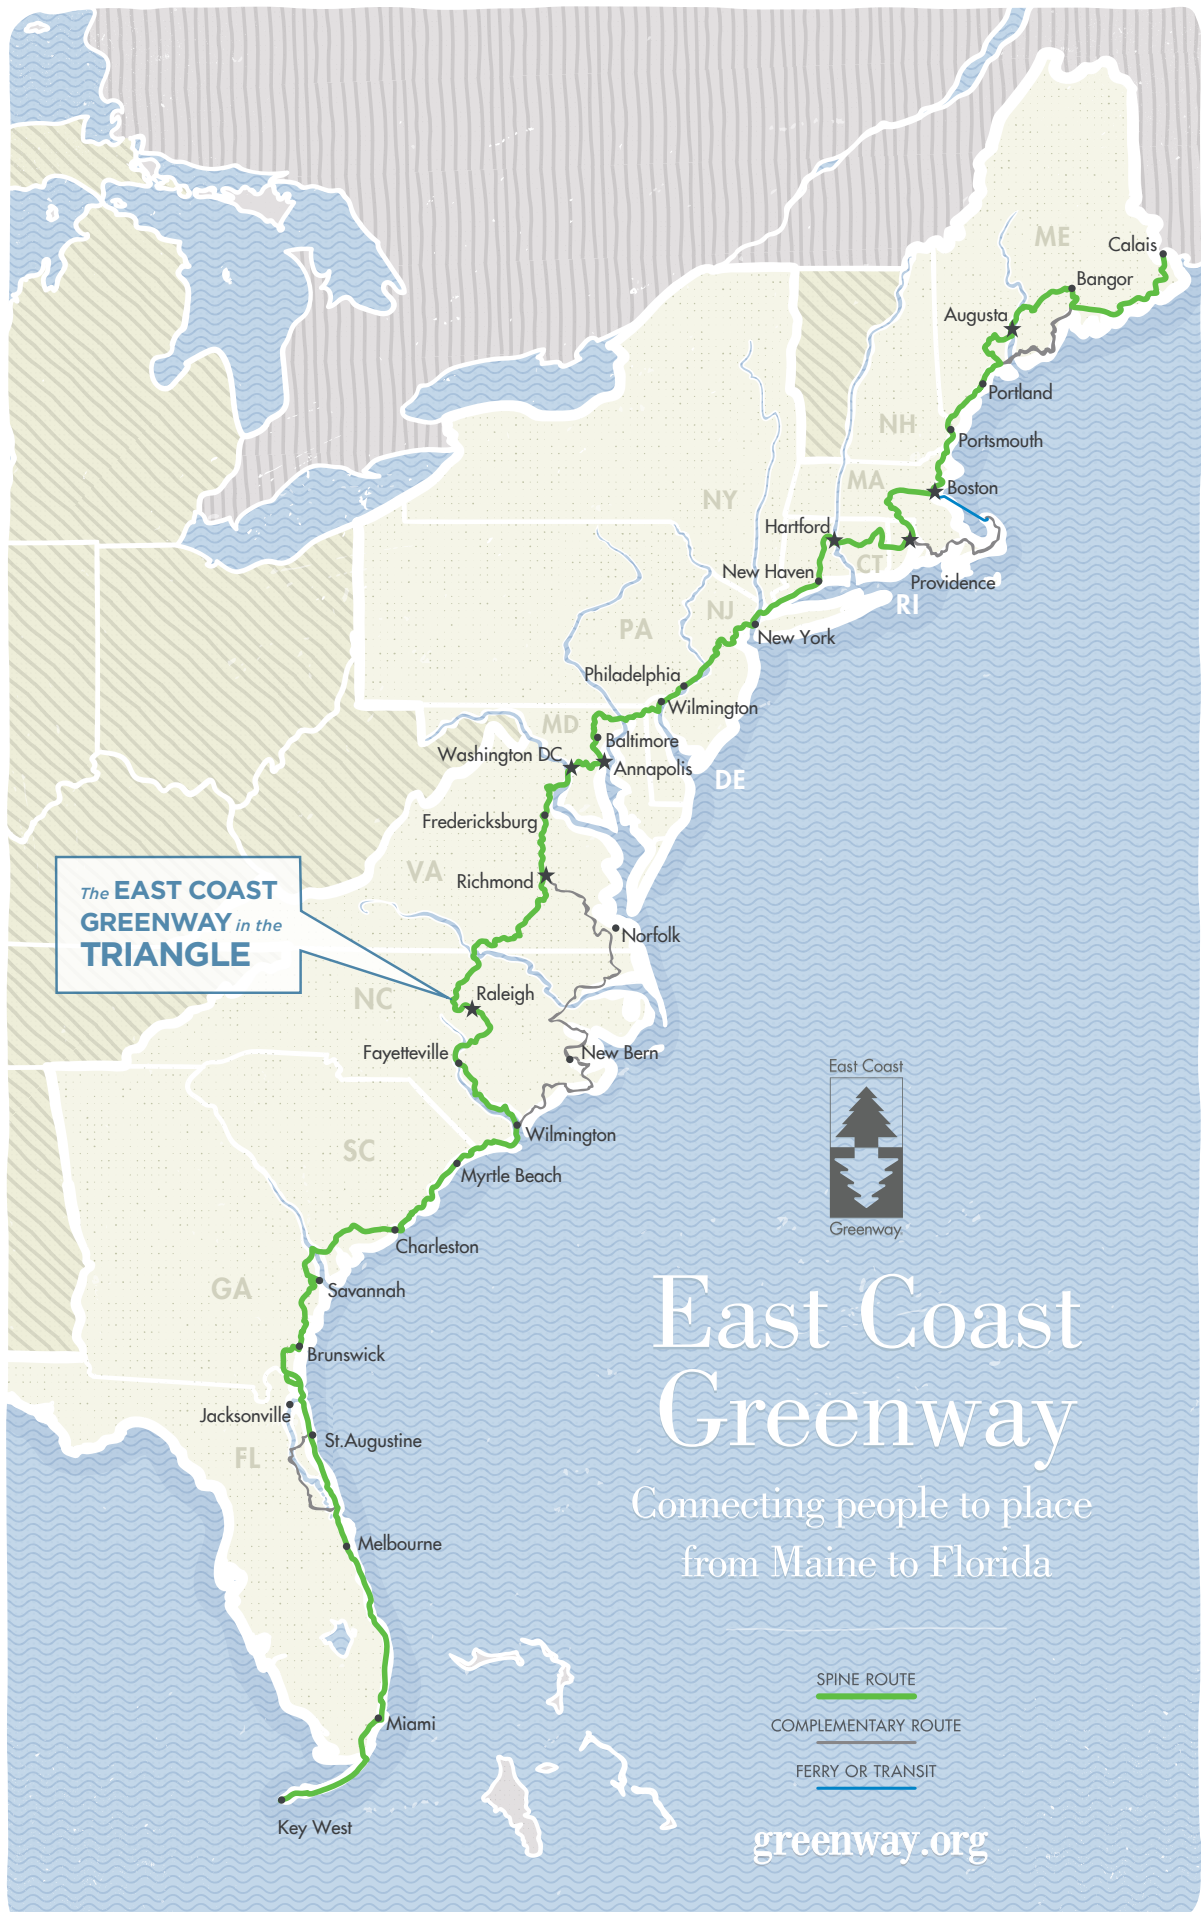 ME
Calais
Bangor
Augusta
Portland
NH
Portsmouth
MA
Boston
NY
Hartford
CT
New Haven
Providence
RI
NJ
PA
New York
Philadelphia
Wilmington
MD
Baltimore
Washington DC
Annapolis
DE
Fredericksburg
VA
Richmond
The EAST COAST
GREENWAY in the
TRIANGLE
Norfolk
NC
Raleigh
Fayetteville
New Bern
Wilmington
SC
Myrtle Beach
Charleston
GA
Savannah
Brunswick
Jacksonville
St.Augustine
FL
Melbourne
Miami
Key West
East Coast
Greenway
East Coast
Greenway
Connecting people to place
from Maine to Florida
SPINE ROUTE
COMPLEMENTARY ROUTE
FERRY OR TRANSIT
greenway.org